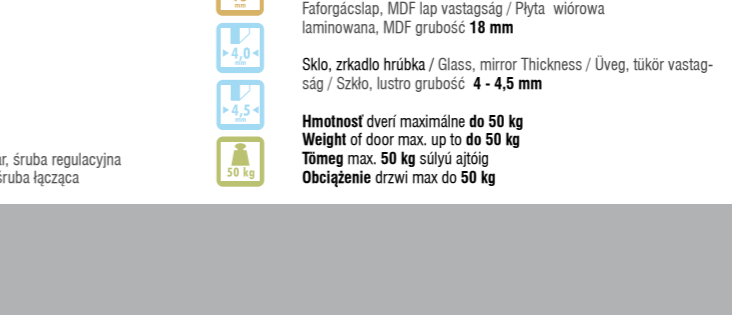 mm
Faforgácslap, MDF lap vastagság / Płyta wiórowa
laminowana, MDF grubość 18 mm
4,0
mm
Sklo, zrkadlo hrúbka / Glass, mirror Thickness / Üveg, tükör vastag-
ság / Szkło, lustro grubość 4 - 4,5 mm
4,5
mm
Hmotnosť dverí maximálne do 50 kg
Weight of door max. up to do 50 kg
Tömeg max. 50 kg súlyú ajtóig
Obciążenie drzwi max do 50 kg
50 kg
śruba regulacyjna
śruba łącząca